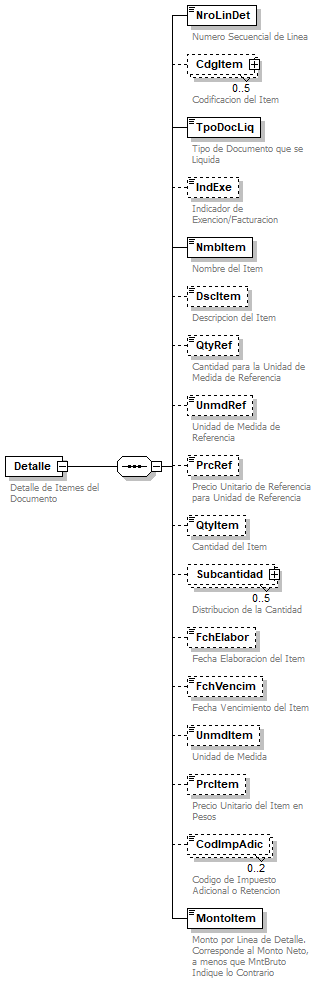 NroLinDet
Numero Secuencial de Linea
CdgItem
0..5
Codificacion del Item
TpoDocLiq
Tipo de Documento que se
Liquida
IndExe
Indicador de
Exencion/Facturacion
NmbItem
Nombre del Item
DscItem
Descripcion del Item
QtyRef
Cantidad para la Unidad de
Medida de Referencia
UnmdRef
Unidad de Medida de
Referencia
Detalle
Detalle de Itemes del
Documento
PrcRef
Precio Unitario de Referencia
para Unidad de Referencia
QtyItem
Cantidad del Item
Subcantidad
0..5
Distribucion de la Cantidad
FchElabor
Fecha Elaboracion del Item
FchVencim
Fecha Vencimiento del Item
UnmdItem
Unidad de Medida
PrcItem
Precio Unitario del Item en
Pesos
CodImpAdic
0..2
Codigo de Impuesto
Adicional o Retencion
MontoItem
Monto por Linea de Detalle.
Corresponde al Monto Neto,
a menos que MntBruto
Indique lo Contrario